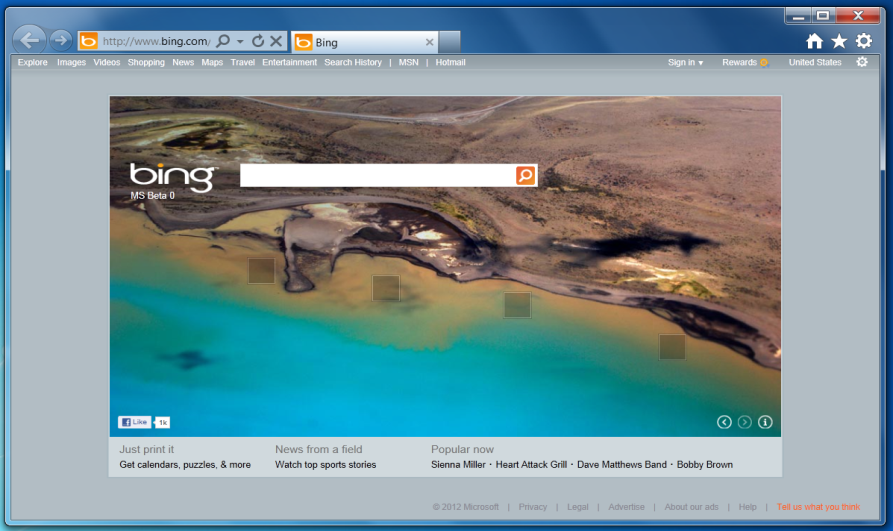 http://www.bing.com/
Bing
Explore Images Videos Shopping News Maps Travel Entertainment Search History | MSN | Hotmail
Sign in ▾ Rewards United States
bing
MS Beta 0
Like 1k
Just print it
Get calendars, puzzles, & more
News from a field
Watch top sports stories
Popular now
Sienna Miller · Heart Attack Grill · Dave Matthews Band · Bobby Brown
© 2012 Microsoft | Privacy | Legal | Advertise | About our ads | Help | Tell us what you think